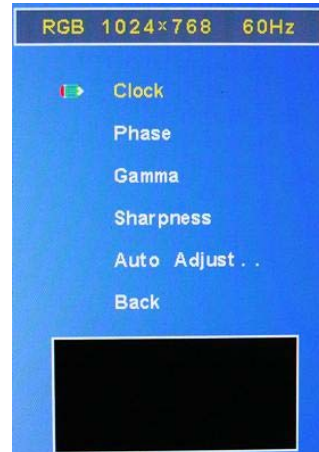 RGB 1024×768 60Hz
Clock
Phase
Gamma
Sharpness
Auto Adjust..
Back